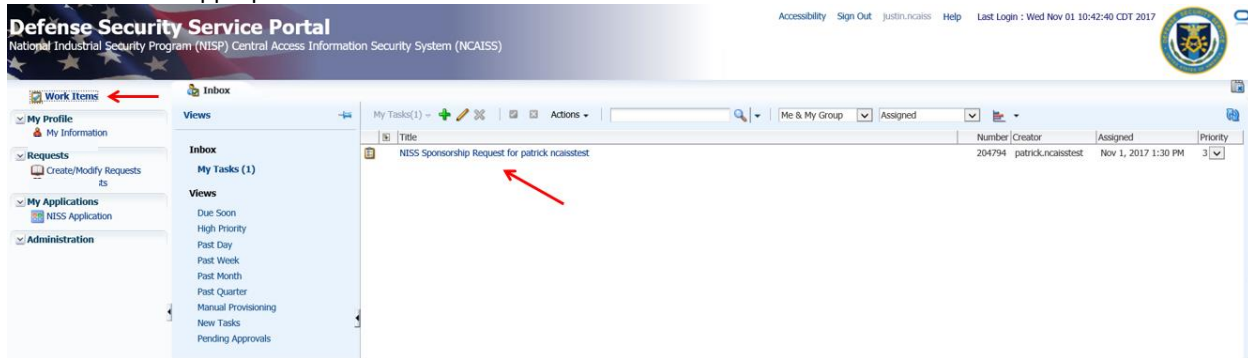 Defense Security Service Portal
National Industrial Security Program (NISP) Central Access Information Security System (NCAISS)
Accessibility Sign Out justin.ncaiss Help Last Login : Wed Nov 01 10:42:40 CDT 2017
Work Items
My Profile
My Information
Requests
Create/Modify Requests
ts
My Applications
NISS Application
Administration
Inbox
Views
Inbox
My Tasks (1)
Views
Due Soon
High Priority
Past Day
Past Week
Past Month
Past Quarter
Manual Provisioning
New Tasks
Pending Approvals
My Tasks(1) Actions Me & My Group Assigned
Title Number Creator Assigned Priority
NISS Sponsorship Request for patrick ncaisstest 204794 patrick.ncaisstest Nov 1, 2017 1:30 PM 3